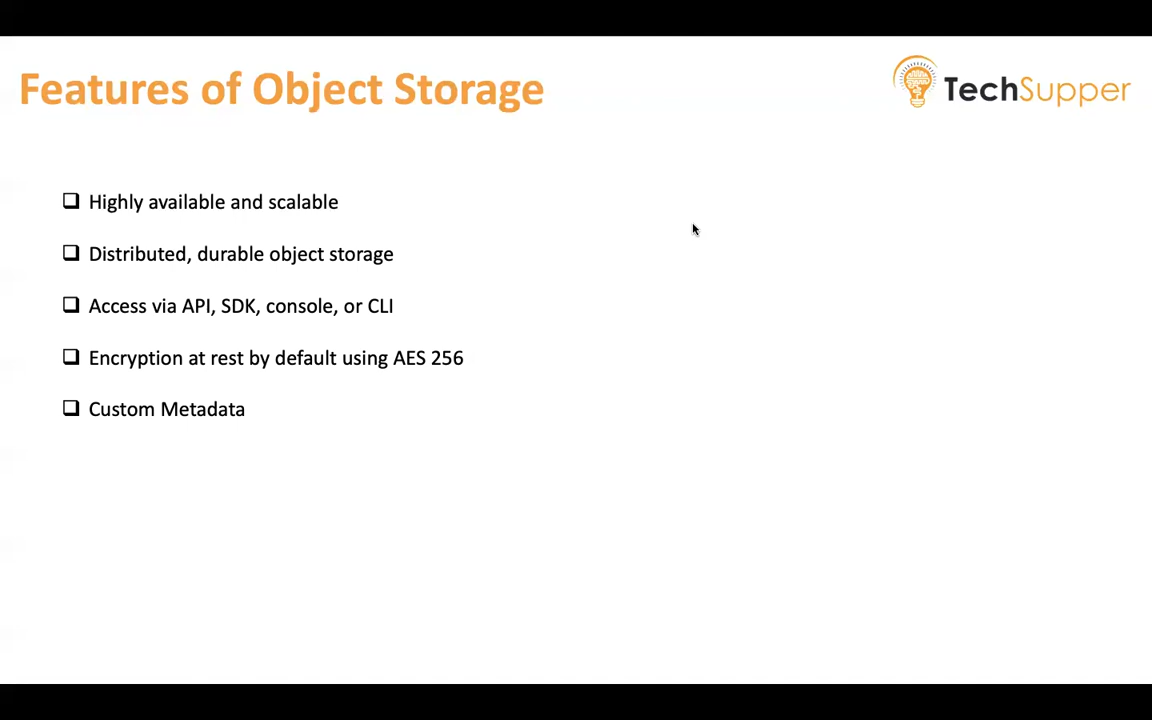 Features of Object Storage
TechSupper
Highly available and scalable
Distributed, durable object storage
Access via API, SDK, console, or CLI
Encryption at rest by default using AES 256
Custom Metadata